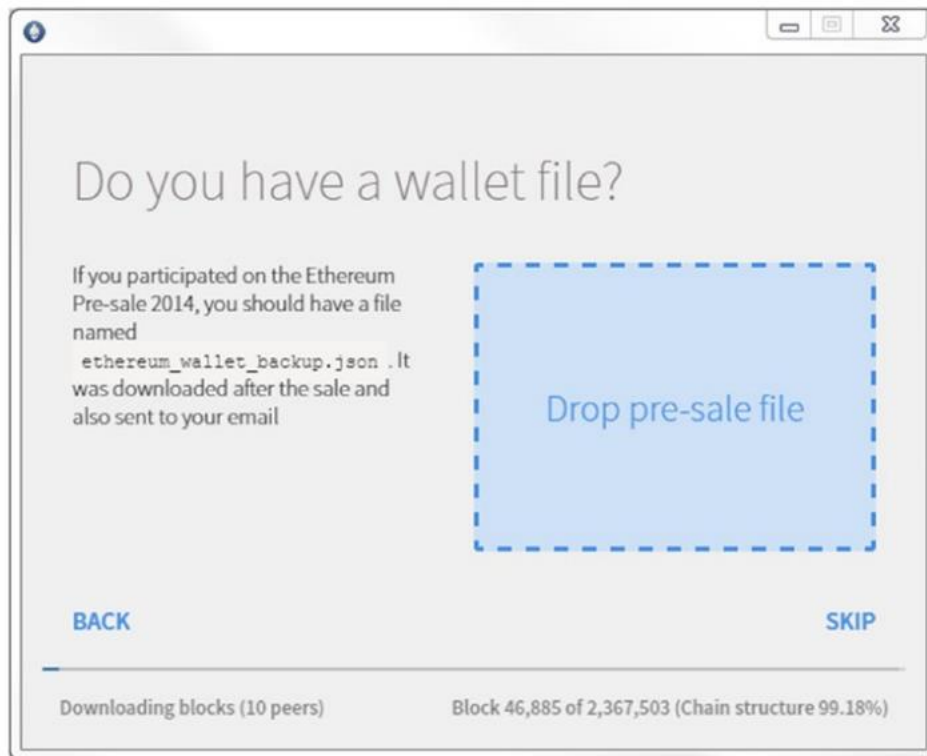 Do you have a wallet file?
If you participated on the Ethereum
Pre-sale 2014, you should have a file
named
ethereum_wallet_backup.json . It
was downloaded after the sale and
also sent to your email
Drop pre-sale file
BACK
SKIP
Downloading blocks (10 peers)
Block 46,885 of 2,367,503 (Chain structure 99.18%)